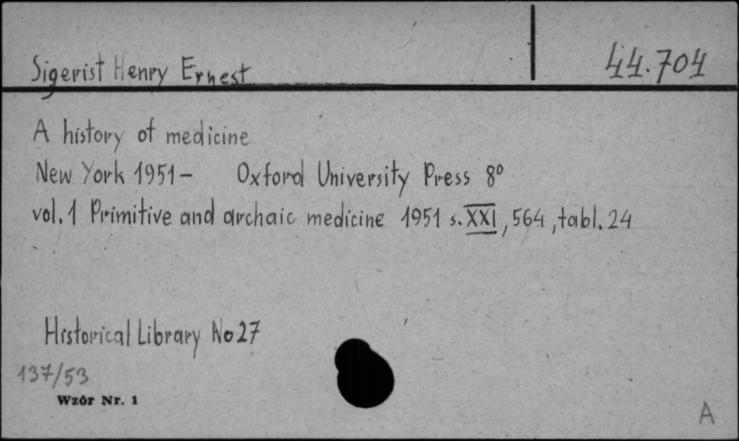 Sigerist Henry Ernest
44.704
A history of medicine
New York 1951- Oxford University Press 8°
vol. 1 Primitive and archaic medicine 1951 s. XXI, 564, tabl. 24
Historical Library No 27
137/53
Wzór Nr. 1
A